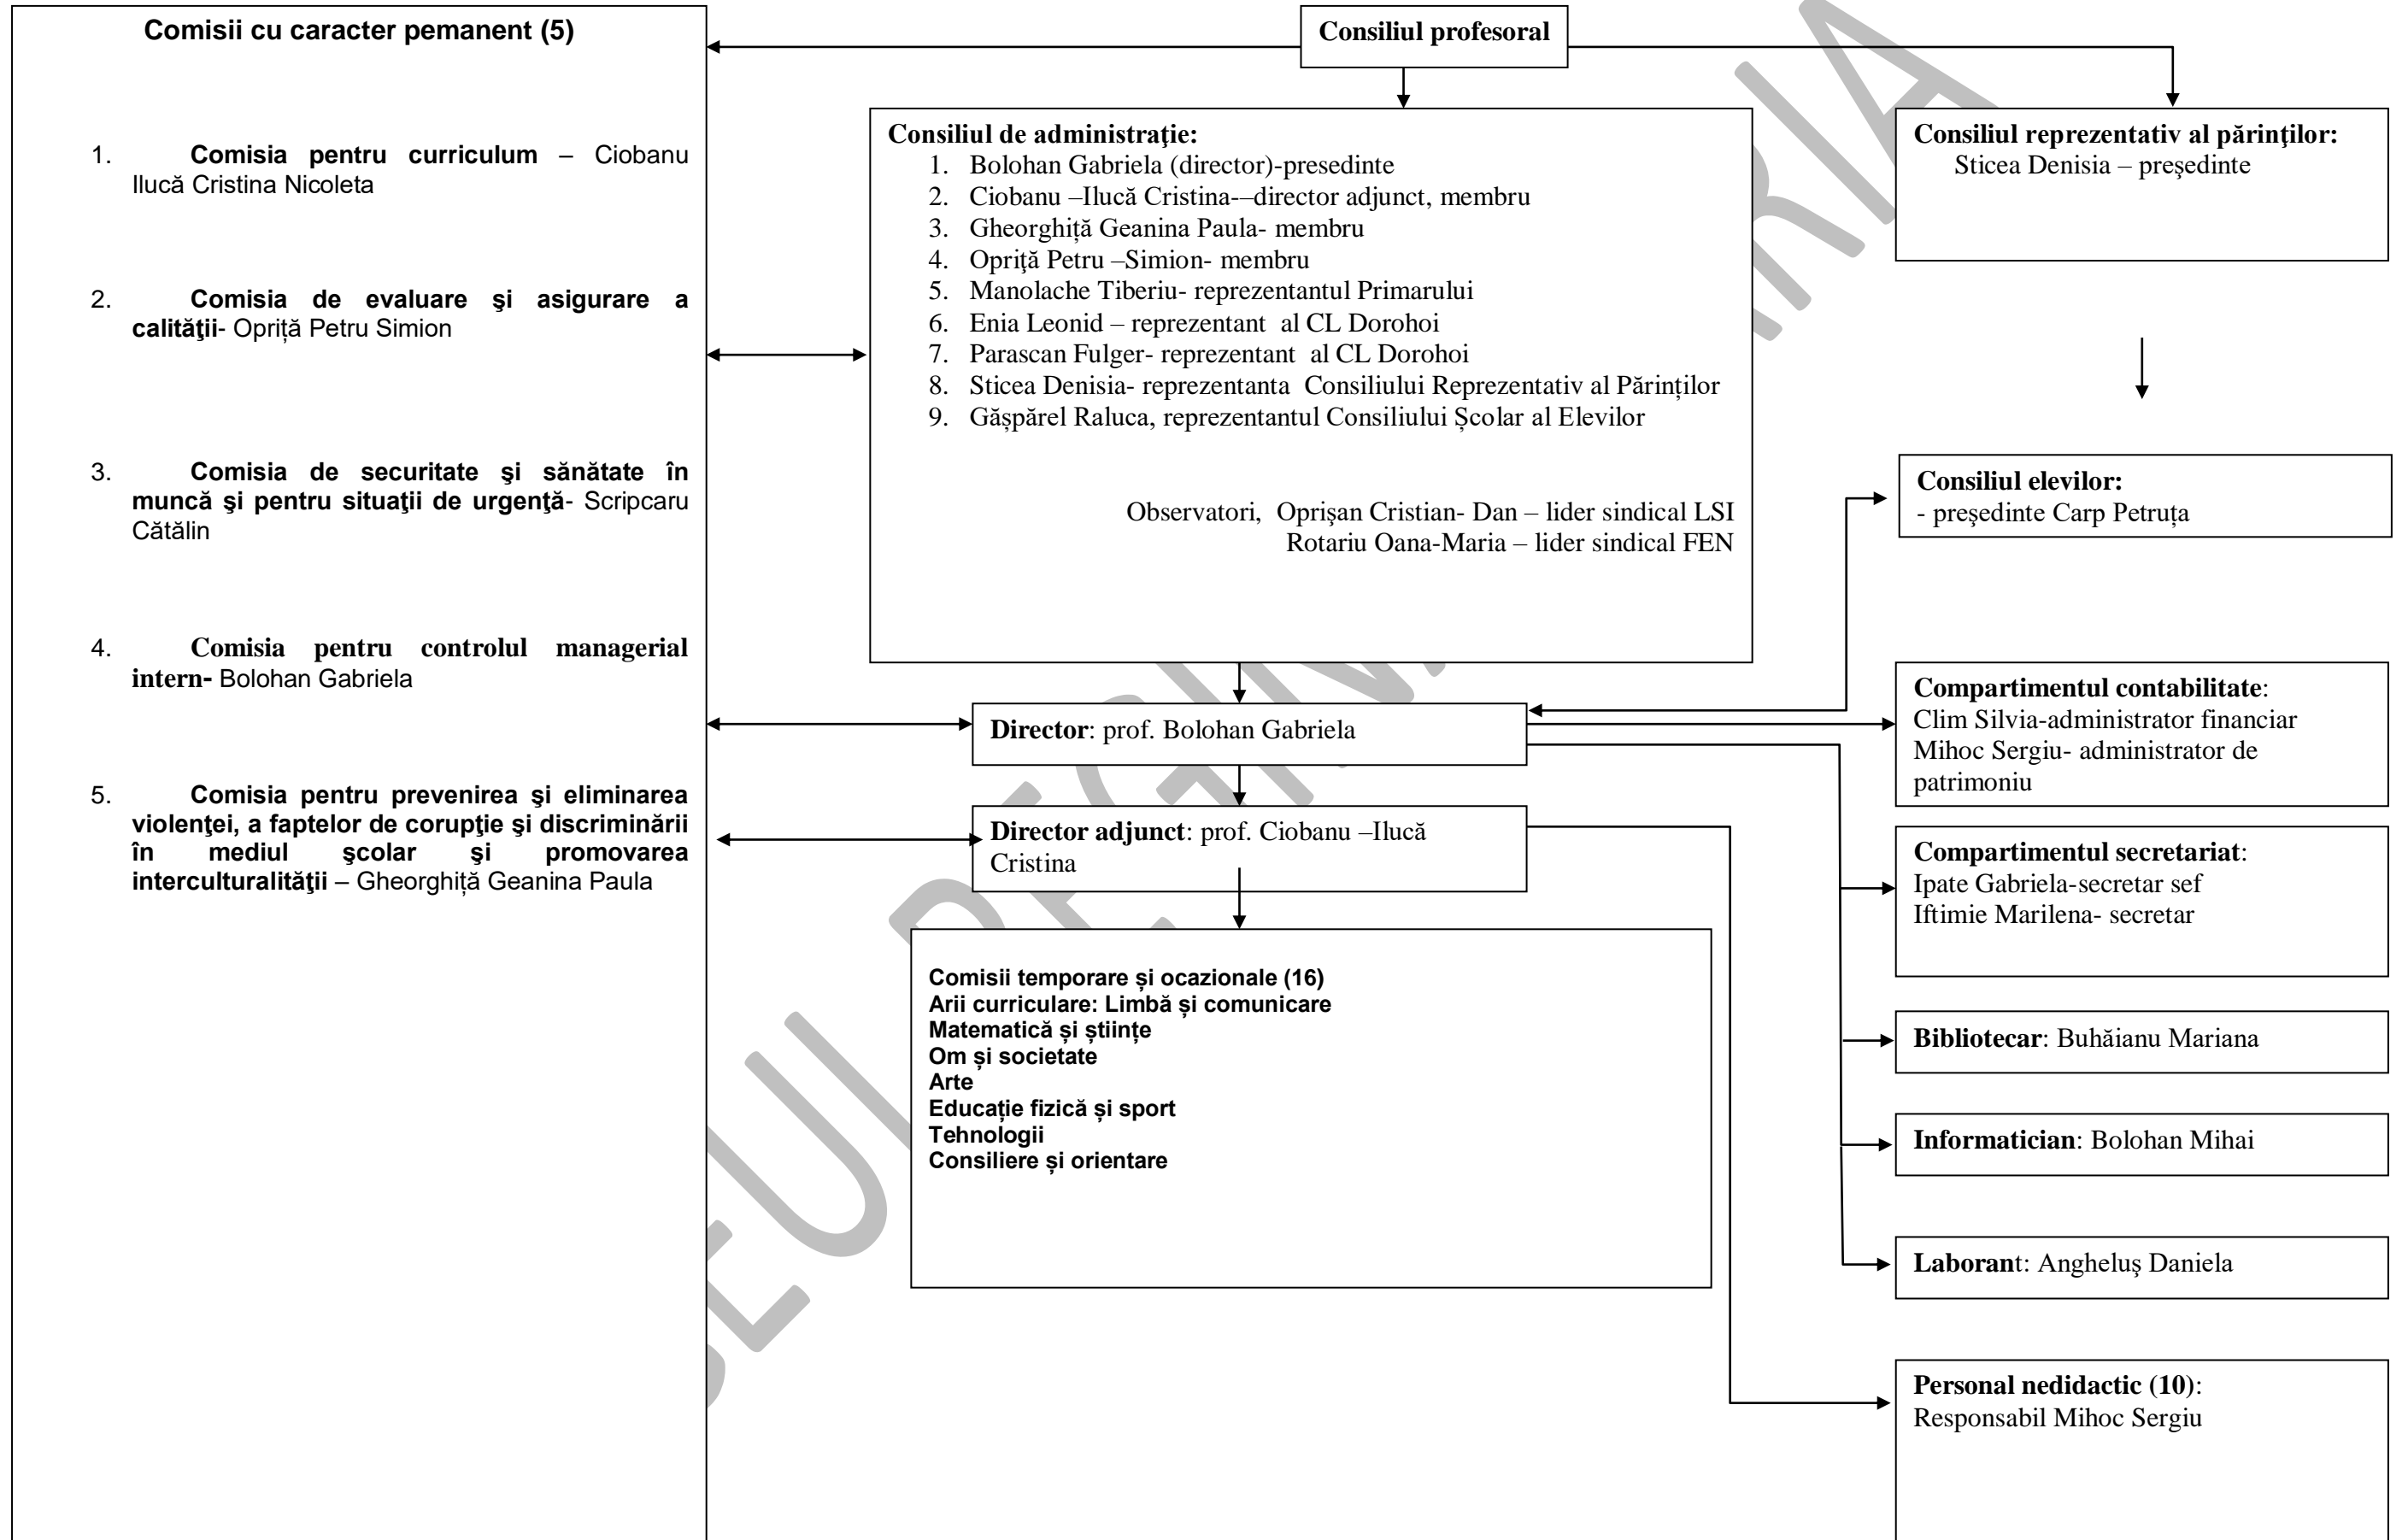 Comisii cu caracter pemanent (5)
1. Comisia pentru curriculum – Ciobanu
Ilucă Cristina Nicoleta
2. Comisia de evaluare şi asigurare a
calităţii- Opriță Petru Simion
3. Comisia de securitate şi sănătate în
muncă şi pentru situaţii de urgenţă- Scripcaru
Cătălin
4. Comisia pentru controlul managerial
intern- Bolohan Gabriela
5. Comisia pentru prevenirea şi eliminarea
violenţei, a faptelor de corupţie şi discriminării
în mediul şcolar şi promovarea
interculturalităţii – Gheorghiță Geanina Paula
Consiliul profesoral
Consiliul de administraţie:
1. Bolohan Gabriela (director)-presedinte
2. Ciobanu –Ilucă Cristina-–director adjunct, membru
3. Gheorghiță Geanina Paula- membru
4. Opriţă Petru –Simion- membru
5. Manolache Tiberiu- reprezentantul Primarului
6. Enia Leonid – reprezentant al CL Dorohoi
7. Parascan Fulger- reprezentant al CL Dorohoi
8. Sticea Denisia- reprezentanta Consiliului Reprezentativ al Părinților
9. Găşpărel Raluca, reprezentantul Consiliului Școlar al Elevilor
Observatori, Oprişan Cristian- Dan – lider sindical LSI
Rotariu Oana-Maria – lider sindical FEN
Director: prof. Bolohan Gabriela
Director adjunct: prof. Ciobanu –Ilucă
Cristina
Comisii temporare și ocazionale (16)
Arii curriculare: Limbă și comunicare
Matematică și științe
Om și societate
Arte
Educație fizică și sport
Tehnologii
Consiliere și orientare
Consiliul reprezentativ al părinţilor:
Sticea Denisia – preşedinte
Consiliul elevilor:
- preşedinte Carp Petruța
Compartimentul contabilitate:
Clim Silvia-administrator financiar
Mihoc Sergiu- administrator de
patrimoniu
Compartimentul secretariat:
Ipate Gabriela-secretar sef
Iftimie Marilena- secretar
Bibliotecar: Buhăianu Mariana
Informatician: Bolohan Mihai
Laborant: Angheluş Daniela
Personal nedidactic (10):
Responsabil Mihoc Sergiu